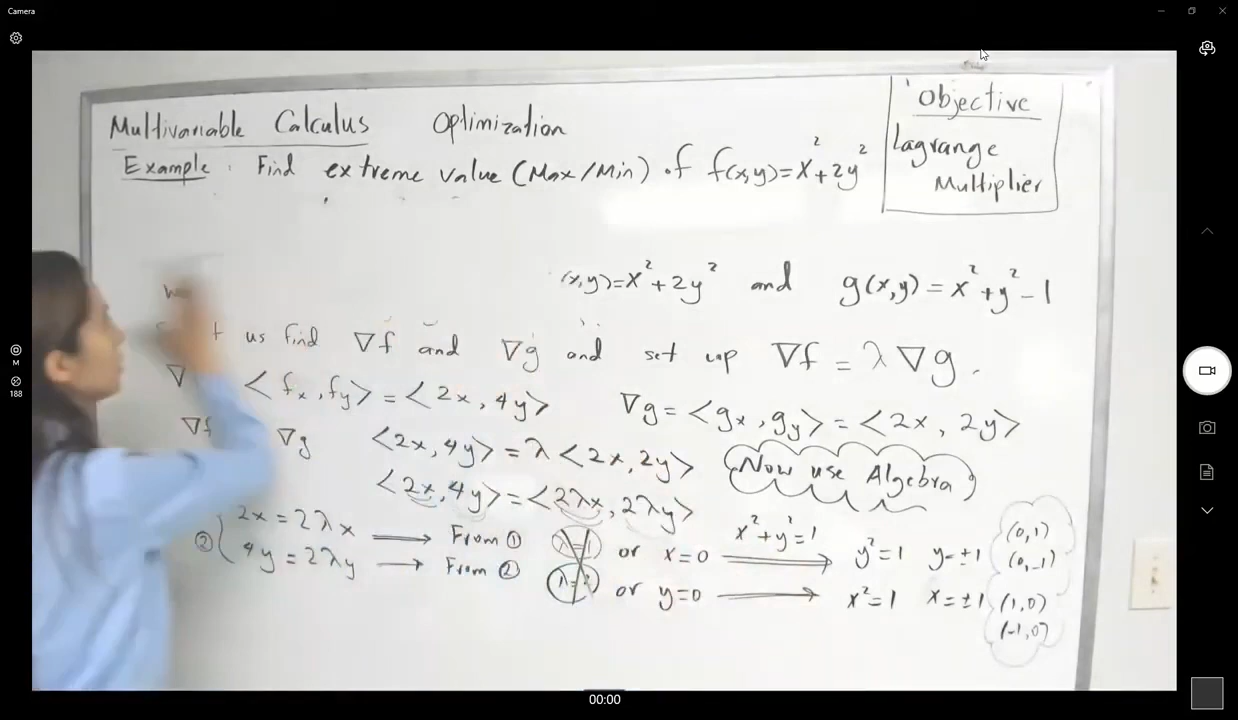 Camera
Multivariable Calculus Optimization
Objective
Lagrange
Multiplier
Example: Find extreme value (Max/Min) of f(x,y)=x²+2y²
(x,y)=x²+2y² and g(x,y)=x²+y²-1
us find ∇f and ∇g and set up ∇f = λ∇g.
∇ <fx, fy> = <2x, 4y> ∇g = <gx, gy> = <2x, 2y>
∇f ∇g <2x, 4y> = λ<2x, 2y> Now use Algebra
<2x, 4y> = <2λx, 2λy>
2x = 2λx → From ① λ=1 or x=0 x²+y²=1 → y²=1 y=±1 (0,1) (0,-1)
② 4y = 2λy → From ② λ=2 or y=0 → x²=1 x=±1 (1,0) (-1,0)
M
188
00:00